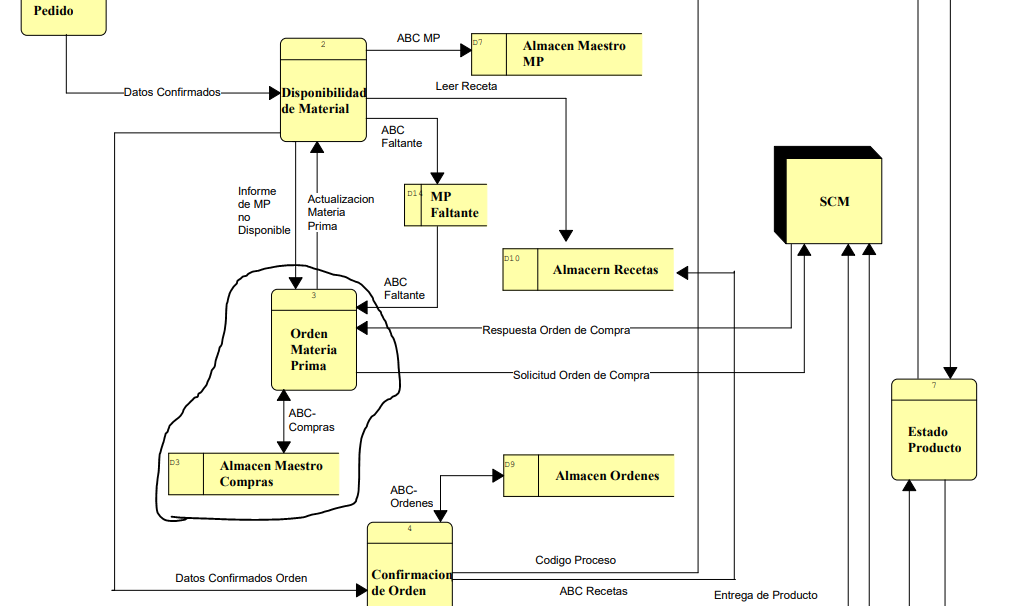 Pedido
2
ABC MP
D7
Almacen Maestro
MP
Datos Confirmados
Disponibilidad
de Material
Leer Receta
ABC
Faltante
Informe
de MP
no
Disponible
Actualizacion
Materia
Prima
D14
MP
Faltante
SCM
D10
Almacern Recetas
ABC
Faltante
3
Orden
Materia
Prima
Respuesta Orden de Compra
Solicitud Orden de Compra
7
Estado
Producto
ABC-
Compras
D3
Almacen Maestro
Compras
D9
Almacen Ordenes
ABC-
Ordenes
4
Confirmacion
de Orden
Codigo Proceso
Datos Confirmados Orden
ABC Recetas
Entrega de Producto